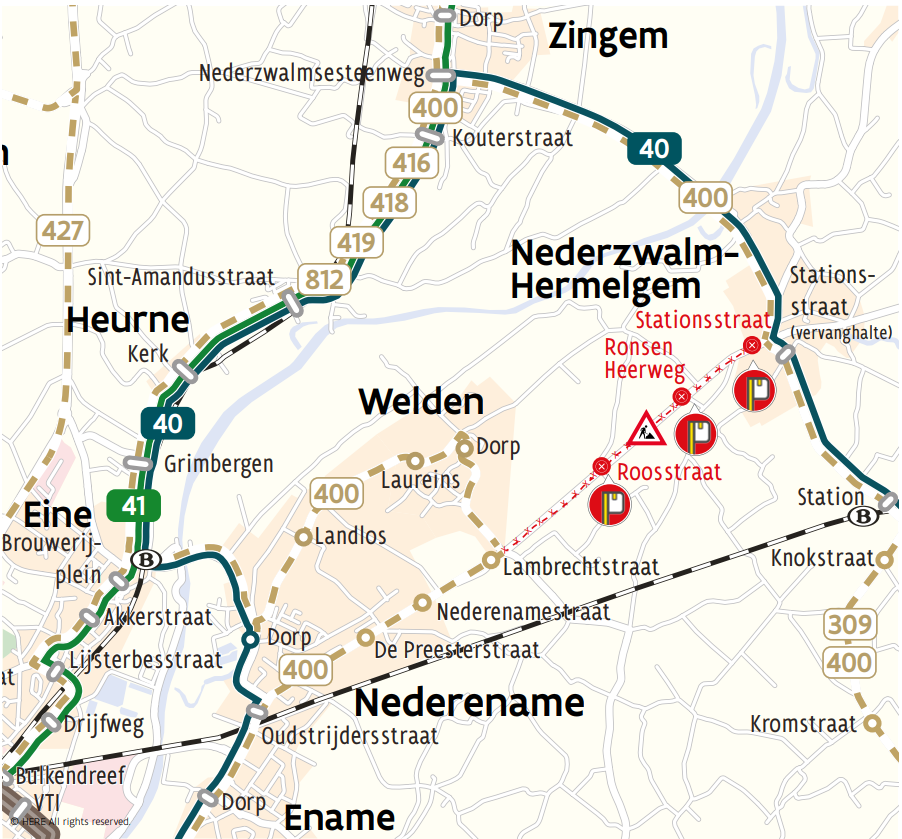 Dorp
Zingem
Nederzwalmsesteenweg
400
Kouterstraat
40
416
400
418
427
419
Nederzwalm-
Hermelgem
812
Sint-Amandusstraat
Stations-
straat
(vervanghalte)
Heurne
Stationsstraat
Ronsen
Heerweg
Kerk
Welden
40
Dorp
Grimbergen
Laureins
Roosstraat
400
41
Station
Eine
B
Landlos
Brouwerij-
plein
B
Lambrechtstraat
Knokstraat
Akkerstraat
Nederenamestraat
309
Dorp
De Preesterstraat
400
Lijsterbesstraat
400
at
Nederename
Drijfweg
Kromstraat
Oudstrijdersstraat
Bulkendreef
VTI
Dorp
Ename
© HERE All rights reserved.